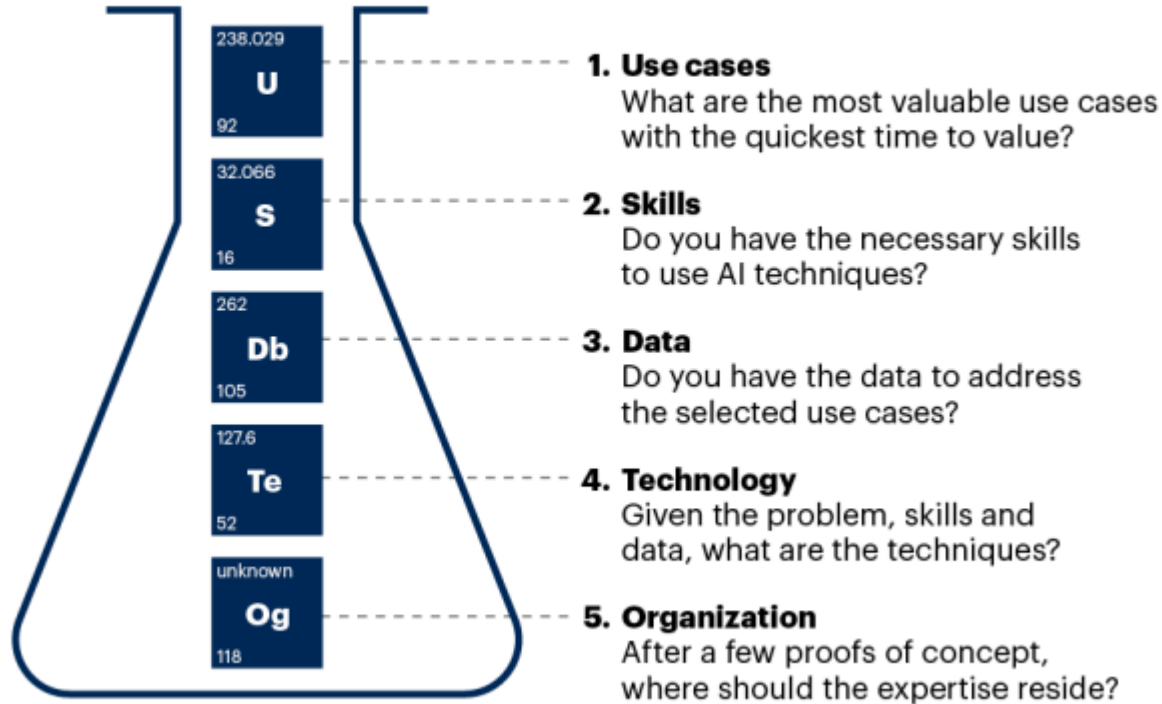 238.029
U
92
1. Use cases
What are the most valuable use cases
with the quickest time to value?
32.066
S
16
2. Skills
Do you have the necessary skills
to use AI techniques?
262
Db
105
3. Data
Do you have the data to address
the selected use cases?
127.6
Te
52
4. Technology
Given the problem, skills and
data, what are the techniques?
unknown
Og
118
5. Organization
After a few proofs of concept,
where should the expertise reside?